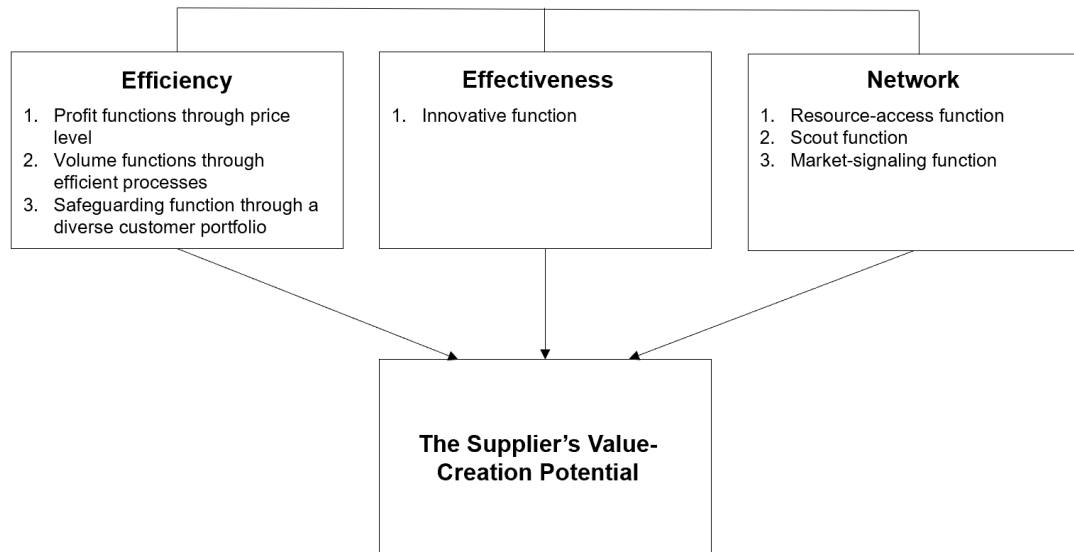 Efficiency
1. Profit functions through price
level
2. Volume functions through
efficient processes
3. Safeguarding function through a
diverse customer portfolio
Effectiveness
1. Innovative function
Network
1. Resource-access function
2. Scout function
3. Market-signaling function
The Supplier’s Value-
Creation Potential